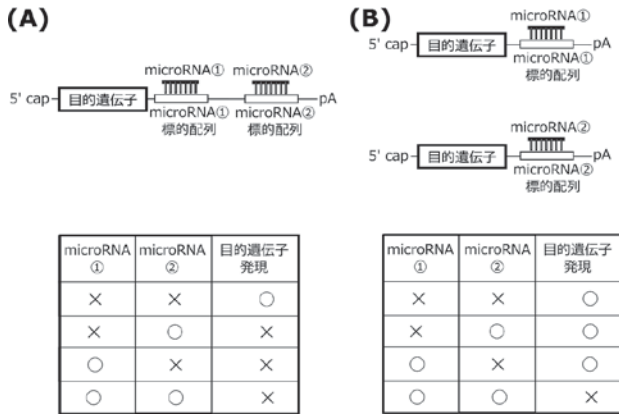 (A)
microRNA① microRNA②
5' cap 目的遺伝子 pA
microRNA① microRNA②
標的配列 標的配列
microRNA 
① microRNA
② 目的遺伝子
発現
× × ○
× ○ ×
○ × ×
○ ○ ×
(B)
microRNA①
5' cap 目的遺伝子 pA
microRNA①
標的配列
microRNA②
5' cap 目的遺伝子 pA
microRNA②
標的配列
microRNA
① microRNA
② 目的遺伝子
発現
× × ○
× ○ ○
○ × ○
○ ○ ×